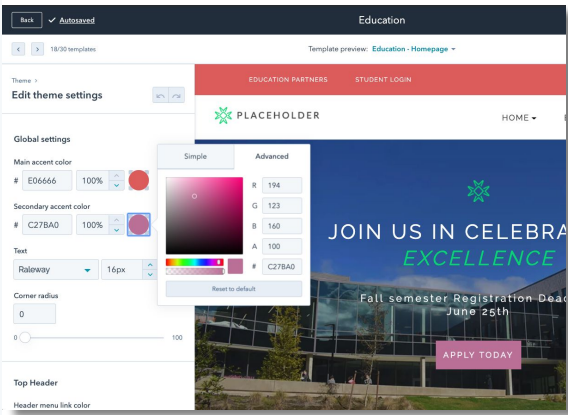 Back ✓ Autosaved
Education
18/30 templates
Template preview: Education - Homepage
Theme >
Edit theme settings
Global settings
Main accent color
# E06666 100%
Secondary accent color
# C27BA0 100%
Text
Raleway 16px
Corner radius
0
0 100
Top Header
Header menu link color
Simple Advanced
R 194
G 123
B 160
A 100
# C27BA0
Reset to default
EDUCATION PARTNERS STUDENT LOGIN
PLACEHOLDER
HOME
JOIN US IN CELEBRA
EXCELLENCE
Fall semester Registration Dead
June 25th
APPLY TODAY